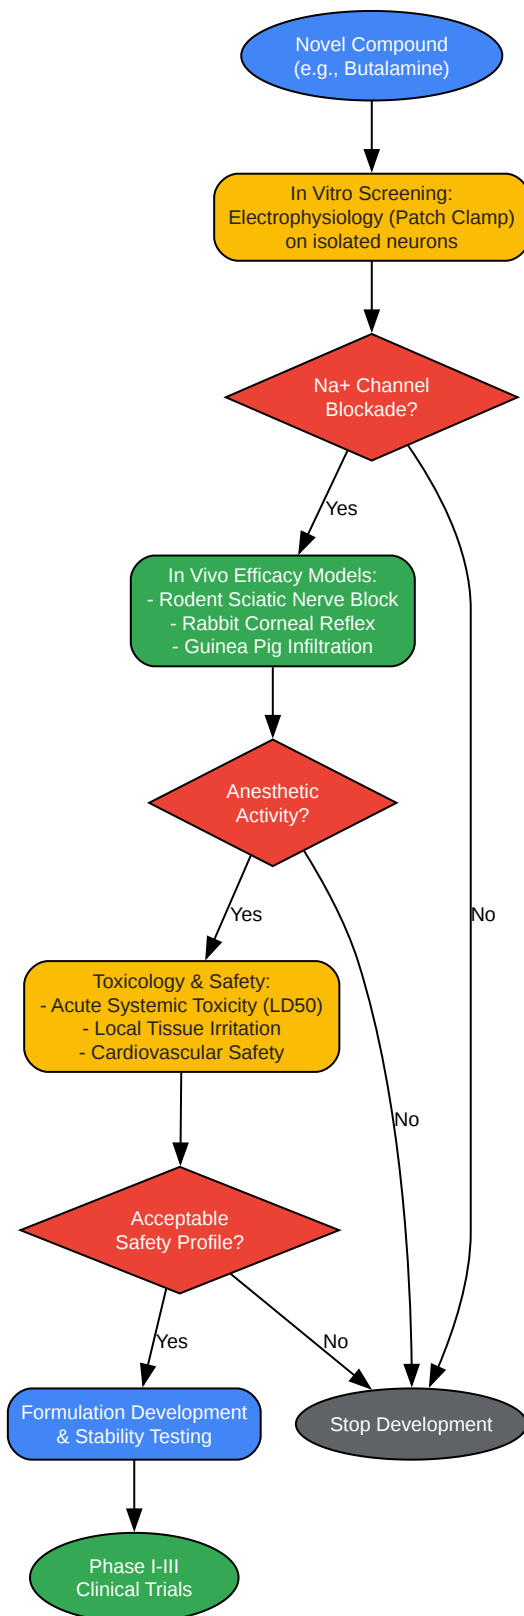 Novel Compound
(e.g., Butalamine)
In Vitro Screening:
Electrophysiology (Patch Clamp)
on isolated neurons
Na+ Channel
Blockade?
Yes
In Vivo Efficacy Models:
- Rodent Sciatic Nerve Block
- Rabbit Corneal Reflex
- Guinea Pig Infiltration
Anesthetic
Activity?
Yes
No
Toxicology & Safety:
- Acute Systemic Toxicity (LD50)
- Local Tissue Irritation
- Cardiovascular Safety
No
Acceptable
Safety Profile?
Yes
No
Formulation Development
& Stability Testing
Stop Development
Phase I-III
Clinical Trials